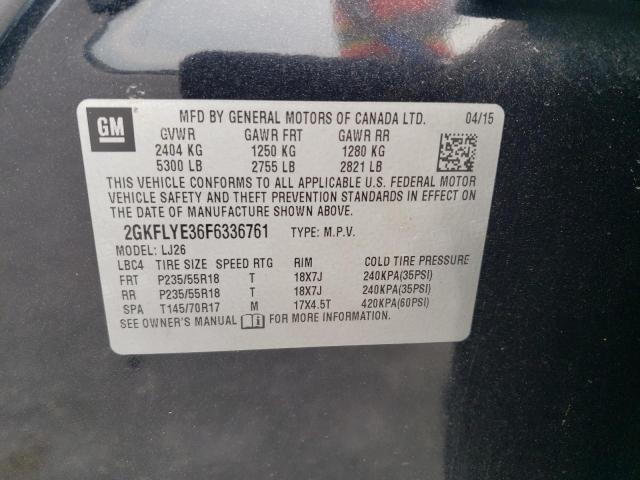 GM
MFD BY GENERAL MOTORS OF CANADA LTD. 04/15
GVWR GAWR FRT GAWR RR
2404 KG 1250 KG 1280 KG
5300 LB 2755 LB 2821 LB
THIS VEHICLE CONFORMS TO ALL APPLICABLE U.S. FEDERAL MOTOR
VEHICLE SAFETY AND THEFT PREVENTION STANDARDS IN EFFECT ON
THE DATE OF MANUFACTURE SHOWN ABOVE.
2GKFLYE36F6336761 TYPE: M.P.V.
MODEL: LJ26
LBC4 TIRE SIZE SPEED RTG RIM COLD TIRE PRESSURE
FRT P235/55R18 T 18X7J 240KPA(35PSI)
RR P235/55R18 T 18X7J 240KPA(35PSI)
SPA T145/70R17 M 17X4.5T 420KPA(60PSI)
SEE OWNER'S MANUAL FOR MORE INFORMATION.